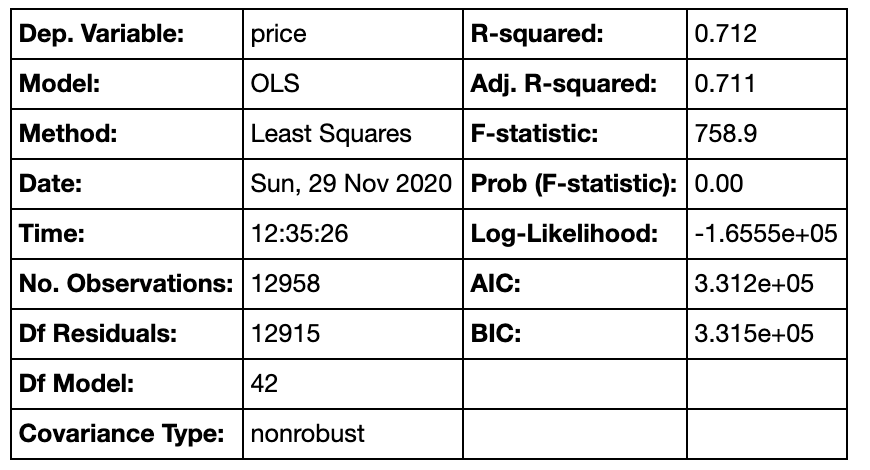 Dep. Variable: price R-squared: 0.712
Model: OLS Adj. R-squared: 0.711
Method: Least Squares F-statistic: 758.9
Date: Sun, 29 Nov 2020 Prob (F-statistic): 0.00
Time: 12:35:26 Log-Likelihood: -1.6555e+05
No. Observations: 12958 AIC: 3.312e+05
Df Residuals: 12915 BIC: 3.315e+05
Df Model: 42
Covariance Type: nonrobust